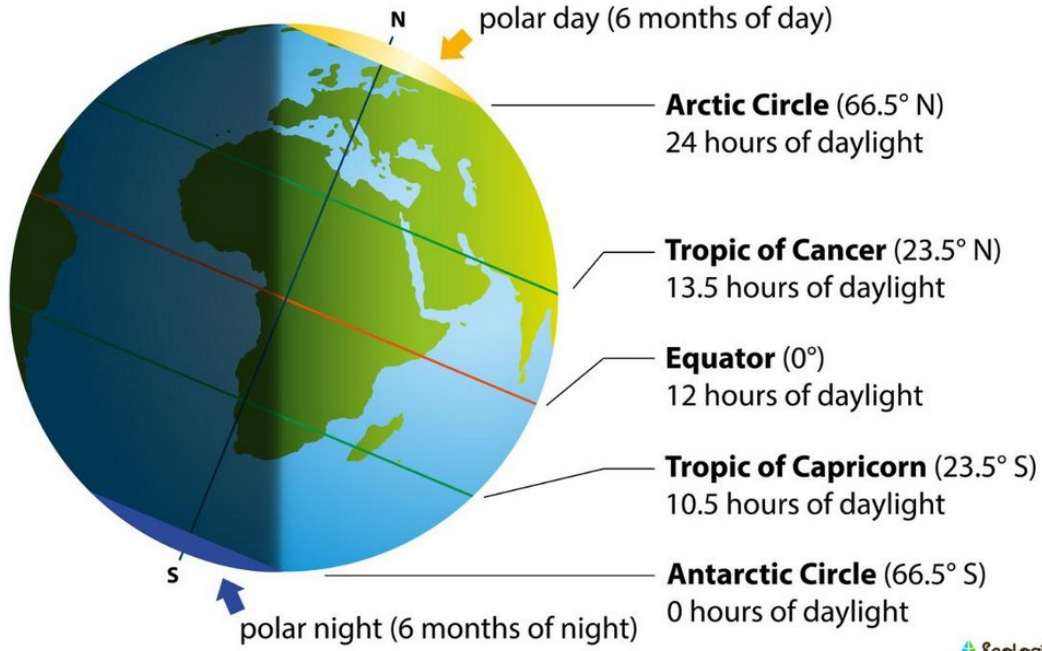 N
polar day (6 months of day)
Arctic Circle (66.5° N)
24 hours of daylight
Tropic of Cancer (23.5° N)
13.5 hours of daylight
Equator (0°)
12 hours of daylight
Tropic of Capricorn (23.5° S)
10.5 hours of daylight
Antarctic Circle (66.5° S)
0 hours of daylight
S
polar night (6 months of night)